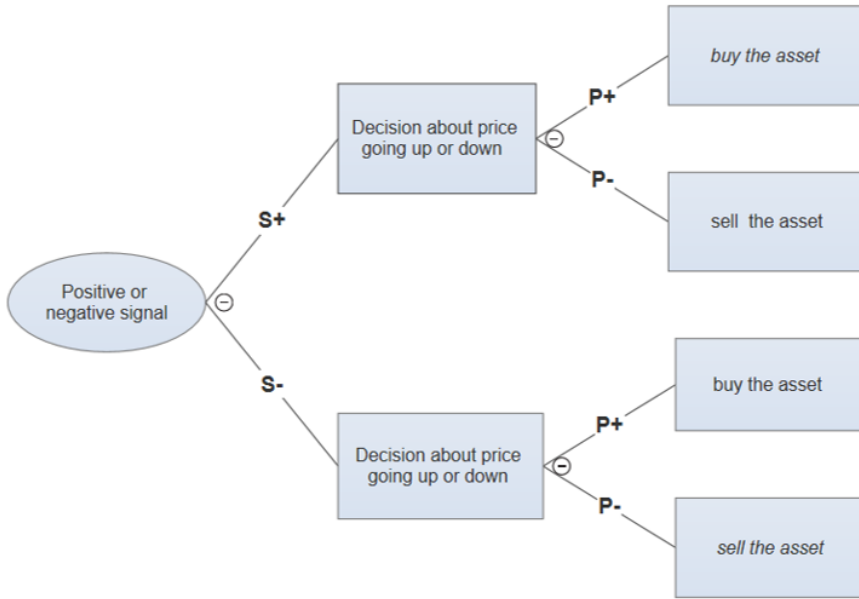 buy the asset
P+
Decision about price
going up or down
P-
S+
sell  the asset
Positive or
negative signal
S-
buy the asset
P+
Decision about price
going up or down
P-
sell the asset